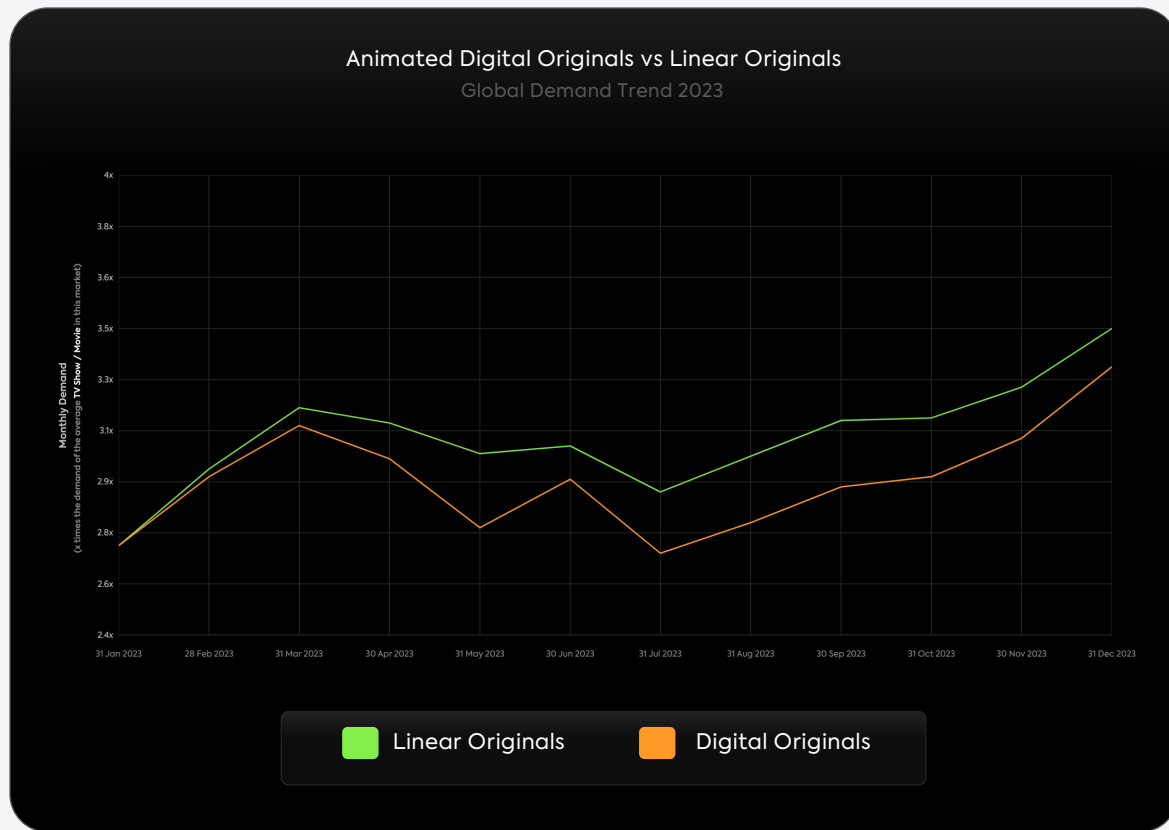 Animated Digital Originals vs Linear Originals
Global Demand Trend 2023
Monthly Demand
(x times the demand of the average TV Show / Movie in this market)
4x
3.8x
3.6x
3.5x
3.3x
3.1x
2.9x
2.8x
2.6x
2.4x
31 Jan 2023
28 Feb 2023
31 Mar 2023
30 Apr 2023
31 May 2023
30 Jun 2023
31 Jul 2023
31 Aug 2023
30 Sep 2023
31 Oct 2023
30 Nov 2023
31 Dec 2023
Linear Originals
Digital Originals